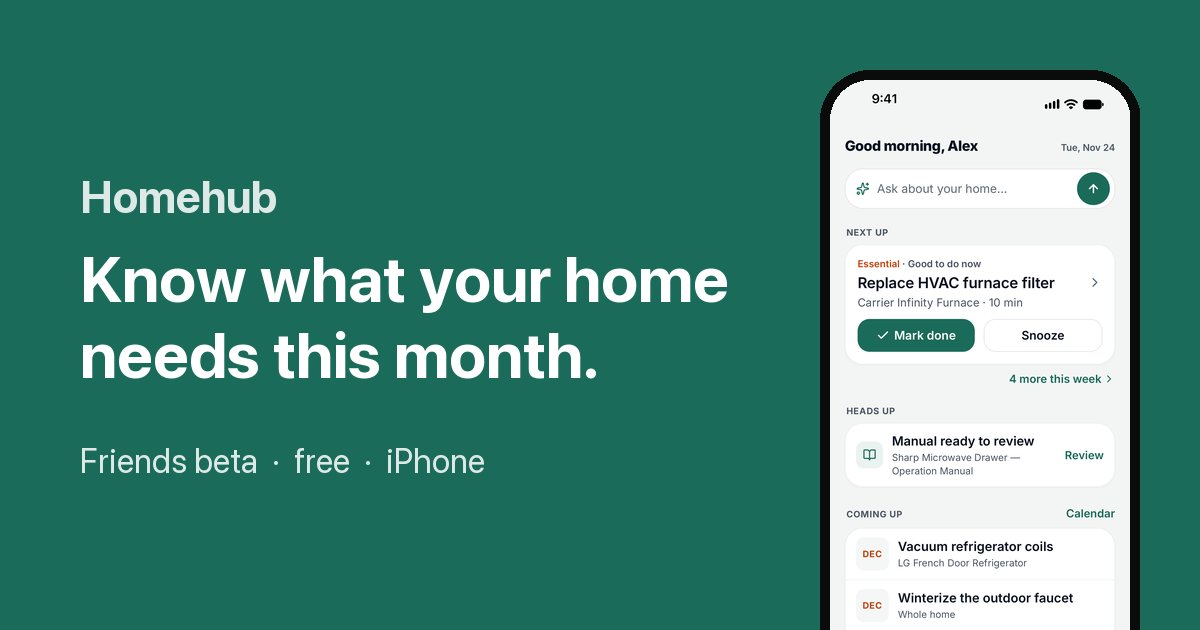 Homehub
Know what your home
needs this month.
Friends beta · free · iPhone
9:41
Good morning, Alex
Tue, Nov 24
Ask about your home...
NEXT UP
Essential · Good to do now
Replace HVAC furnace filter
Carrier Infinity Furnace · 10 min
Mark done
Snooze
4 more this week
HEADS UP
Manual ready to review
Sharp Microwave Drawer —
Operation Manual
Review
COMING UP
Calendar
DEC
Vacuum refrigerator coils
LG French Door Refrigerator
DEC
Winterize the outdoor faucet
Whole home